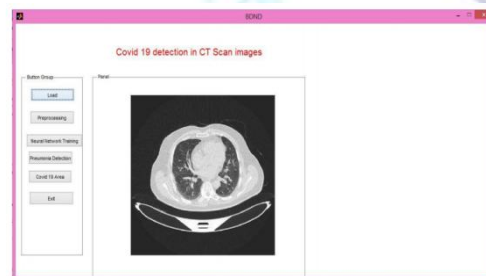 BOND
Covid 19 detection in CT Scan images
Button Group
Panel
Load
Preprocessing
Neural Network Training
Pneumonia Detection
Covid 19 Area
Exit